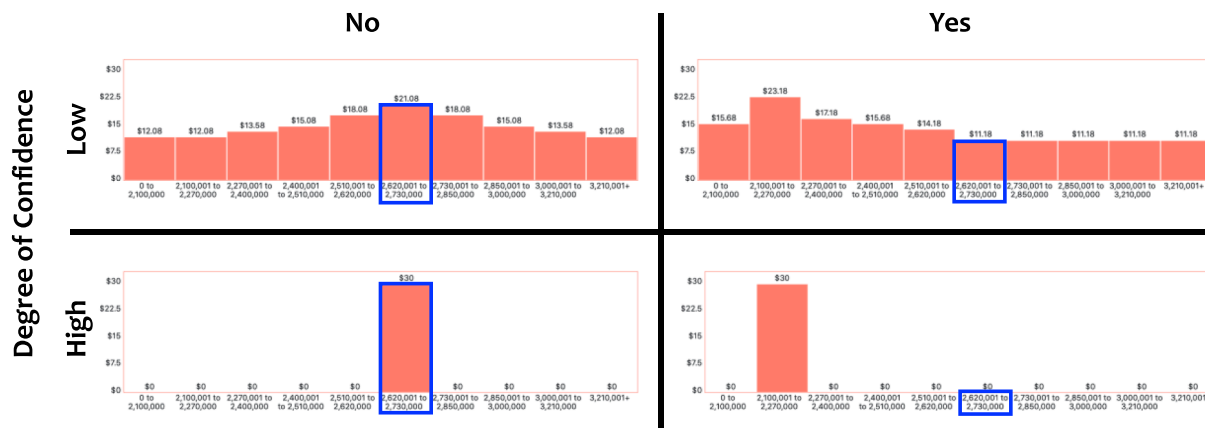 No
Yes
Degree of Confidence
Low
$30
$22.5
$15
$7.5
$0
$12.08 $12.08 $13.58 $15.08 $18.08 $21.08 $18.08 $15.08 $13.58 $12.08
0 to 2,100,001 to 2,270,001 to 2,400,001 2,510,001 to 2,620,001 to 2,730,001 to 2,850,001 to 3,000,001 to 3,210,001+
2,100,000 2,270,000 2,400,000 to 2,510,000 2,620,000 2,730,000 2,850,000 3,000,000 3,210,000
$30
$22.5
$15
$7.5
$0
$15.68 $23.18 $17.18 $15.68 $14.18 $11.18 $11.18 $11.18 $11.18 $11.18
0 to 2,100,001 to 2,270,001 to 2,400,001 2,510,001 to 2,620,001 to 2,730,001 to 2,850,001 to 3,000,001 to 3,210,001+
2,100,000 2,270,000 2,400,000 to 2,510,000 2,620,000 2,730,000 2,850,000 3,000,000 3,210,000
High
$30
$22.5
$15
$7.5
$0
$0 $0 $0 $0 $0 $30 $0 $0 $0 $0
0 to 2,100,001 to 2,270,001 to 2,400,001 2,510,001 to 2,620,001 to 2,730,001 to 2,850,001 to 3,000,001 to 3,210,001+
2,100,000 2,270,000 2,400,000 to 2,510,000 2,620,000 2,730,000 2,850,000 3,000,000 3,210,000
$30
$22.5
$15
$7.5
$0
$0 $30 $0 $0 $0 $0 $0 $0 $0 $0
0 to 2,100,001 to 2,270,001 to 2,400,001 2,510,001 to 2,620,001 to 2,730,001 to 2,850,001 to 3,000,001 to
2,100,000 2,270,000 2,400,000 to 2,510,000 2,620,000 2,730,000 2,850,000 3,000,000 3,210,000